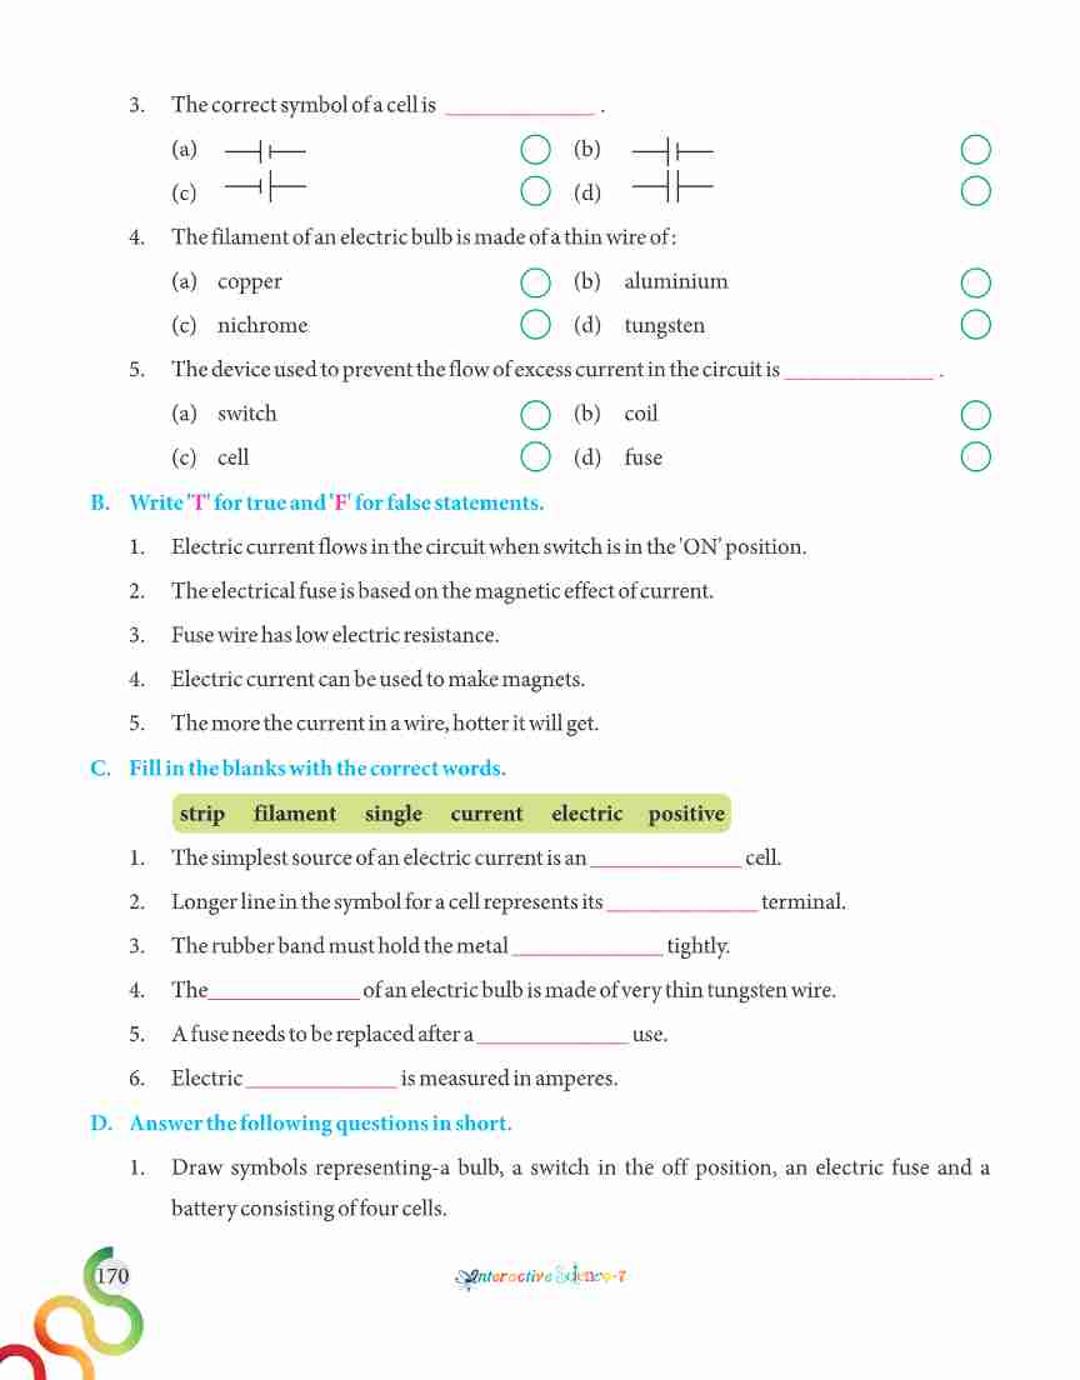 3. The correct symbol of a cell is ______________ .
(a) (b)
(c) (d)
4. The filament of an electric bulb is made of a thin wire of:
(a) copper (b) aluminium
(c) nichrome (d) tungsten
5. The device used to prevent the flow of excess current in the circuit is ______________ .
(a) switch (b) coil
(c) cell (d) fuse
B. Write 'T' for true and 'F' for false statements.
1. Electric current flows in the circuit when switch is in the 'ON' position.
2. The electrical fuse is based on the magnetic effect of current.
3. Fuse wire has low electric resistance.
4. Electric current can be used to make magnets.
5. The more the current in a wire, hotter it will get.
C. Fill in the blanks with the correct words.
strip filament single current electric positive
1. The simplest source of an electric current is an ______________ cell.
2. Longer line in the symbol for a cell represents its ______________ terminal.
3. The rubber band must hold the metal ______________ tightly.
4. The ______________ of an electric bulb is made of very thin tungsten wire.
5. A fuse needs to be replaced after a ______________ use.
6. Electric ______________ is measured in amperes.
D. Answer the following questions in short.
1. Draw symbols representing-a bulb, a switch in the off position, an electric fuse and a
battery consisting of four cells.
170
Interactive Science-7